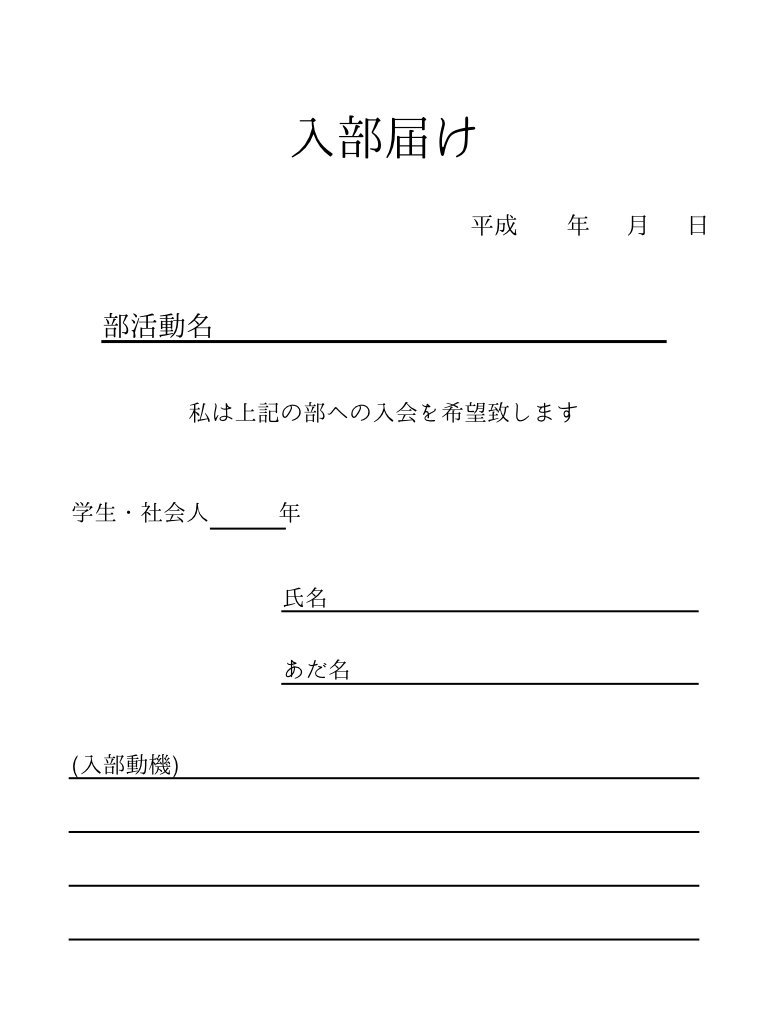 入部届け
平成　　年　月　日
部活動名
私は上記の部への入会を希望致します
学生・社会人　　　年
氏名
あだ名
(入部動機)